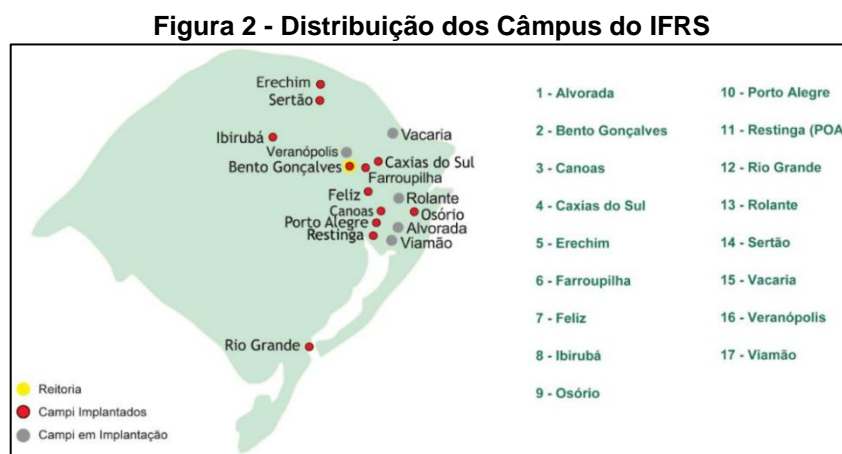 Figura 2 - Distribuição dos Câmpus do IFRS
Erechim
Sertão
Ibirubá
Vacaria
Veranópolis
Bento Gonçalves
Caxias do Sul
Farroupilha
Feliz
Rolante
Canoas
Osório
Porto Alegre
Alvorada
Restinga
Viamão
Rio Grande
Reitoria
Campi Implantados
Campi em Implantação
1 - Alvorada
2 - Bento Gonçalves
3 - Canoas
4 - Caxias do Sul
5 - Erechim
6 - Farroupilha
7 - Feliz
8 - Ibirubá
9 - Osório
10 - Porto Alegre
11 - Restinga (POA
12 - Rio Grande
13 - Rolante
14 - Sertão
15 - Vacaria
16 - Veranópolis
17 - Viamão